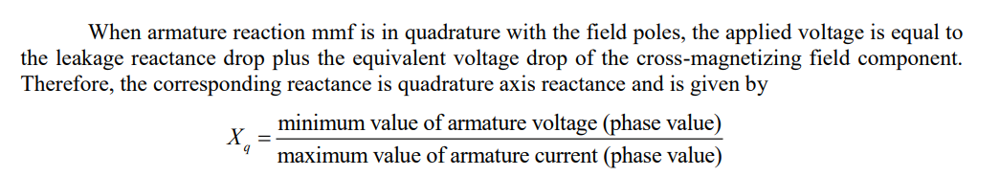 When armature reaction mmf is in quadrature with the field poles, the applied voltage is equal to
the leakage reactance drop plus the equivalent voltage drop of the cross-magnetizing field component.
Therefore, the corresponding reactance is quadrature axis reactance and is given by
X_q = minimum value of armature voltage (phase value)
maximum value of armature current (phase value)